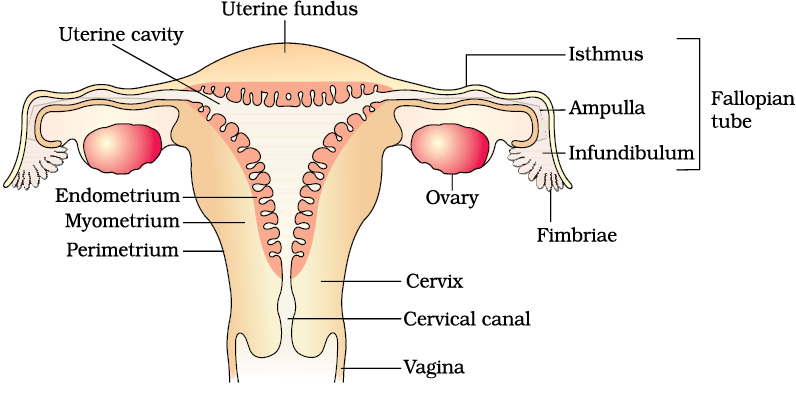 Uterine fundus
Uterine cavity
Isthmus
Ampulla
Fallopian
tube
Infundibulum
Endometrium
Ovary
Myometrium
Fimbriae
Perimetrium
Cervix
Cervical canal
Vagina